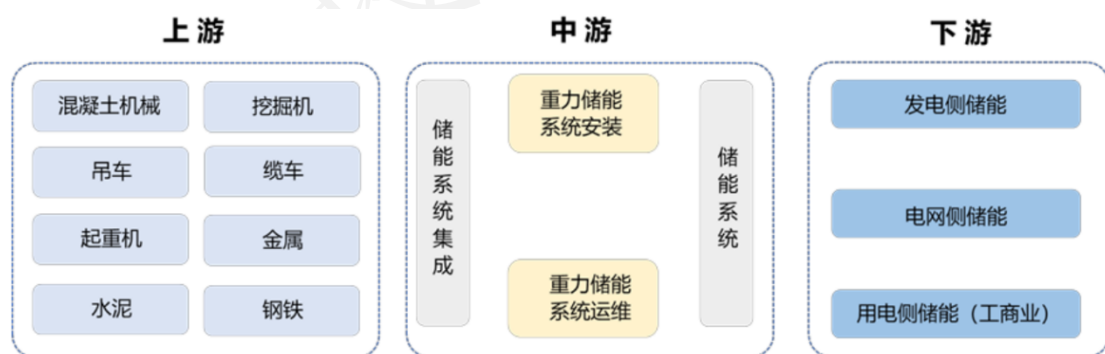 上游
混凝土机械
挖掘机
吊车
缆车
起重机
金属
水泥
钢铁
中游
储能系统集成
重力储能
系统安装
重力储能
系统运维
储能系统
下游
发电侧储能
电网侧储能
用电侧储能（工商业）